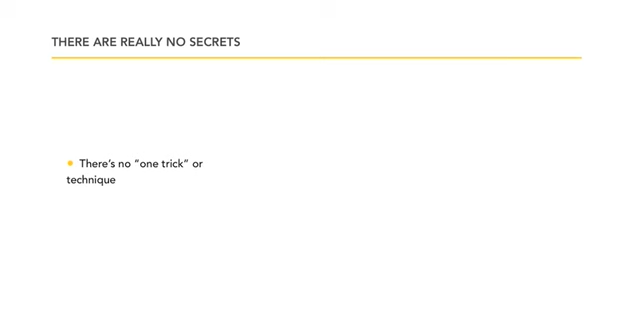 THERE ARE REALLY NO SECRETS
There’s no “one trick” or
technique